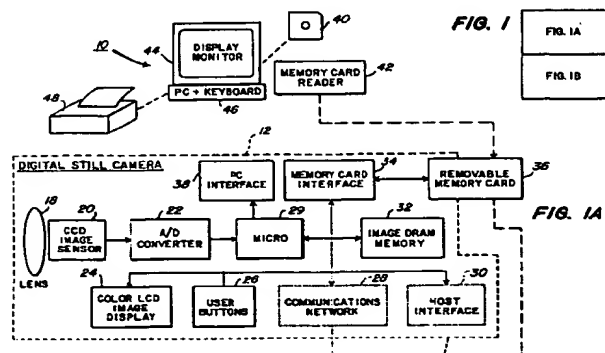 FIG. 1
FIG. 1A
FIG. 1B
10
44
DISPLAY
MONITOR
40
42
MEMORY CARD
READER
48
PC + KEYBOARD
46
12
DIGITAL STILL CAMERA
38
PC
INTERFACE
34
MEMORY CARD
INTERFACE
36
REMOVABLE
MEMORY CARD
FIG. 1A
18
LENS
20
CCD
IMAGE
SENSOR
22
A/D
CONVERTER
29
MICRO
32
IMAGE DRAM
MEMORY
24
COLOR LCD
IMAGE
DISPLAY
26
USER
BUTTONS
28
COMMUNICATIONS
NETWORK
30
HOST
INTERFACE